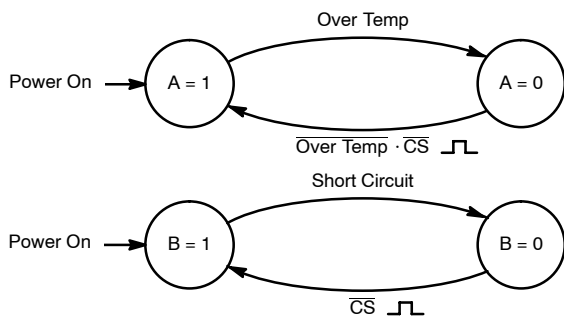 Over Temp
Power On
A = 1
A = 0
Over Temp · CS
Short Circuit
Power On
B = 1
B = 0
CS